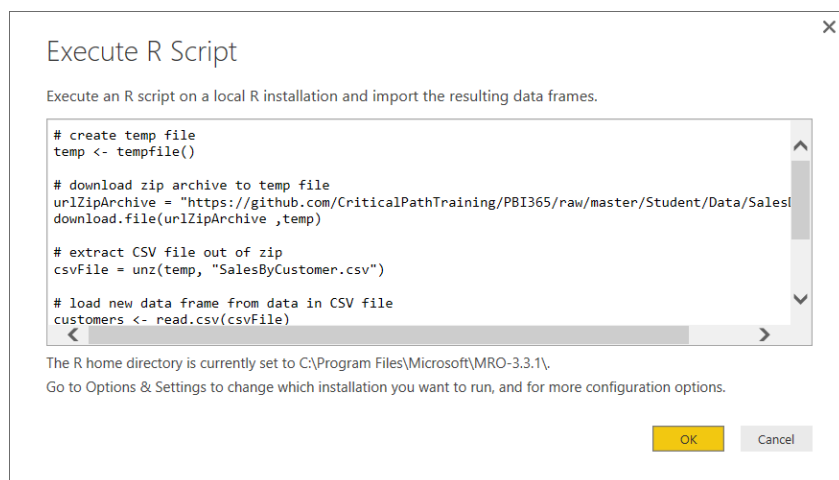 Execute R Script
Execute an R script on a local R installation and import the resulting data frames.
# create temp file
temp <- tempfile()
# download zip archive to temp file
urlZipArchive = "https://github.com/CriticalPathTraining/PBI365/raw/master/Student/Data/Sales
download.file(urlZipArchive ,temp)
# extract CSV file out of zip
csvFile = unz(temp, "SalesByCustomer.csv")
# load new data frame from data in CSV file
customers <- read.csv(csvFile)
The R home directory is currently set to C:\Program Files\Microsoft\MRO-3.3.1\.
Go to Options & Settings to change which installation you want to run, and for more configuration options.
OK
Cancel